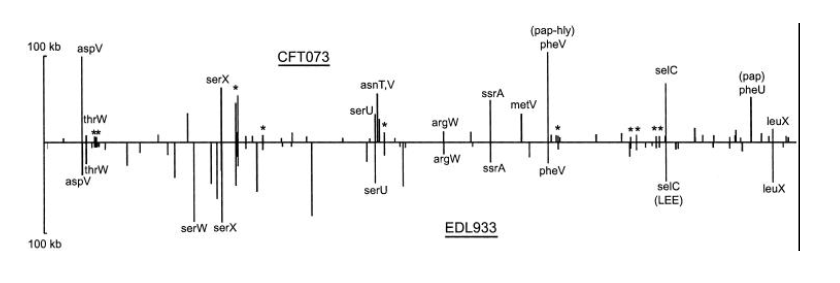 (pap-hly)
100 kb aspV CFT073 pheV
serX * asnT,V selC (pap)
ssrA pheU
thrW serU metV
** * * argW * ** ** leuX
thrW argW
aspV ssrA pheV
serU selC leuX
(LEE)
serW serX EDL933
100 kb